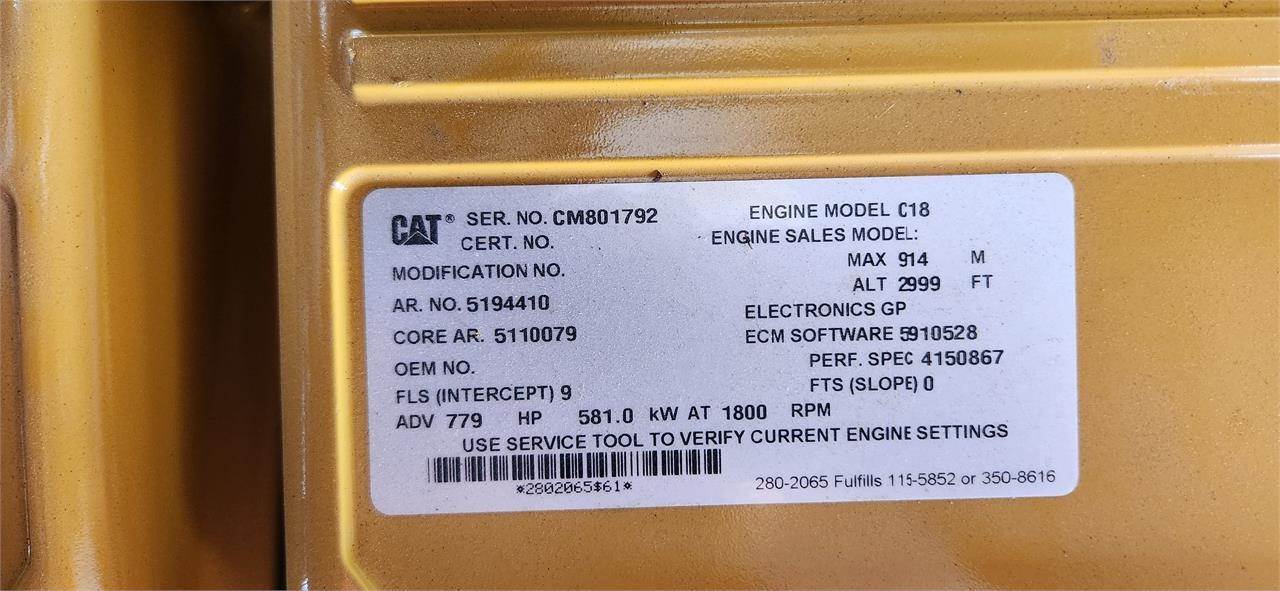 CAT® SER. NO. CM801792 ENGINE MODEL C18
CERT. NO. ENGINE SALES MODEL:
MODIFICATION NO. MAX 914 M
ALT 2999 FT
AR. NO. 5194410 ELECTRONICS GP
CORE AR. 5110079 ECM SOFTWARE 5910528
OEM NO. PERF. SPEC 4150867
FLS (INTERCEPT) 9 FTS (SLOPE) 0
ADV 779 HP 581.0 kW AT 1800 RPM
USE SERVICE TOOL TO VERIFY CURRENT ENGINE SETTINGS
*2802065$61* 280-2065 Fulfills 115-5852 or 350-8616